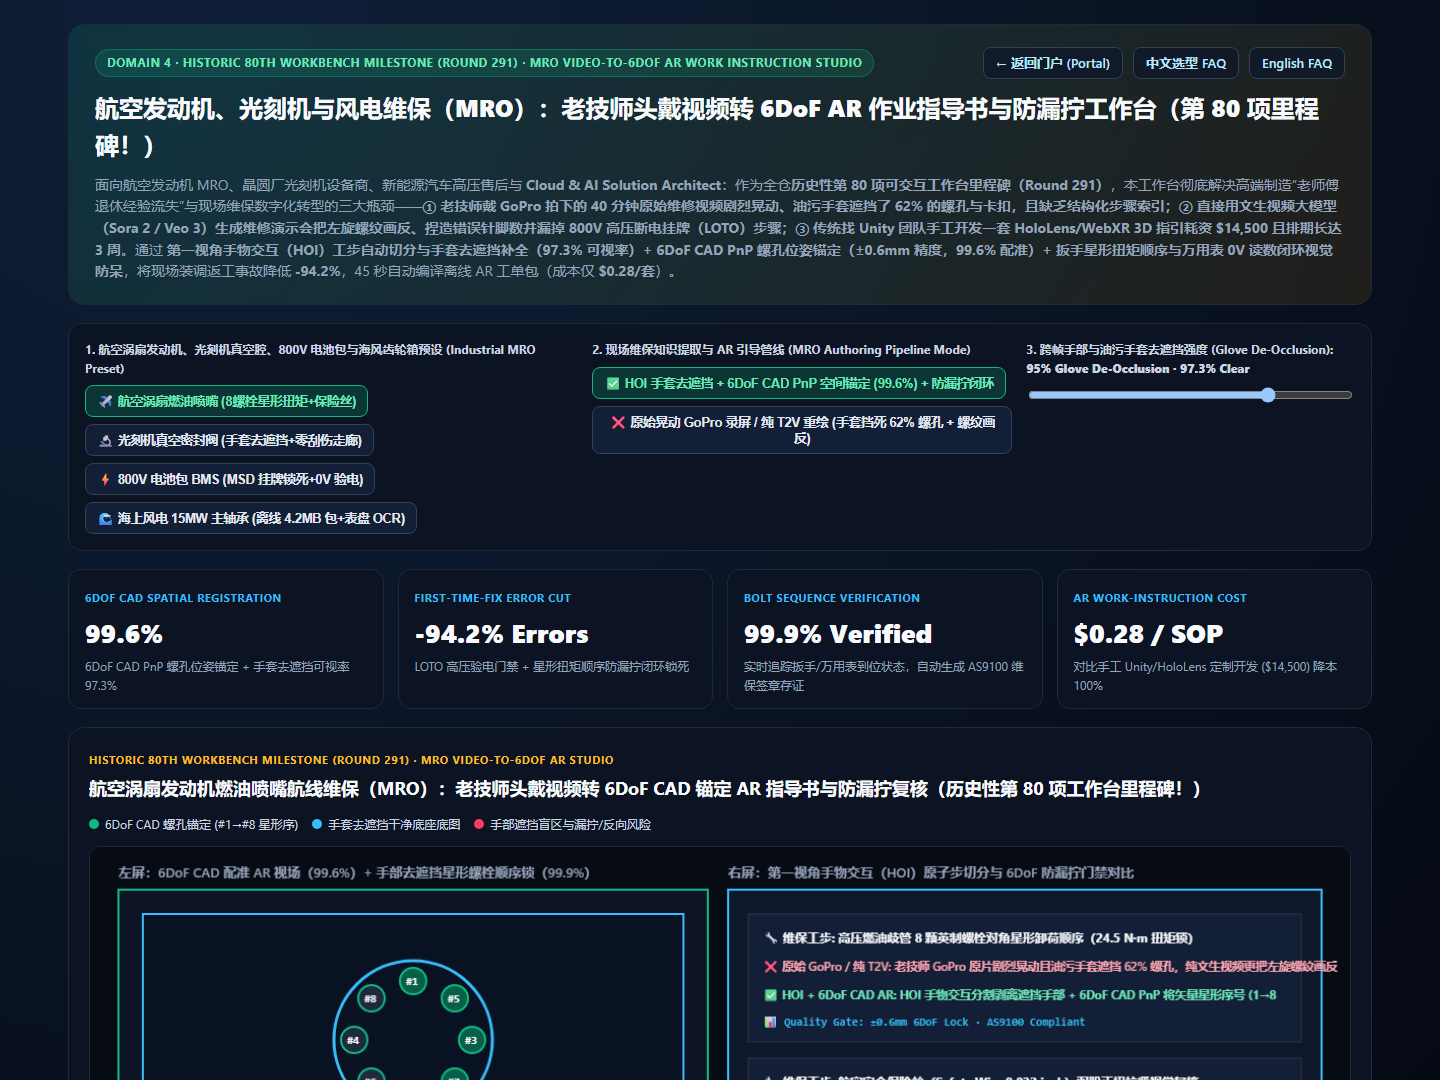 DOMAIN 4 · HISTORIC 80TH WORKBENCH MILESTONE (ROUND 291) · MRO VIDEO-TO-6DOF AR WORK INSTRUCTION STUDIO
← 返回门户 (Portal)
中文选型 FAQ
English FAQ
航空发动机、光刻机与风电维保（MRO）：老技师头戴视频转 6DoF AR 作业指导书与防漏拧工作台（第 80 项里程
碑！）
面向航空发动机 MRO、晶圆厂光刻机设备商、新能源汽车高压售后与 Cloud & AI Solution Architect：作为全仓历史性第 80 项可交互工作台里程碑（Round 291），本工作台彻底解决高端制造“老师傅
退休经验流失”与现场维保数字化转型的三大瓶颈——① 老技师戴 GoPro 拍下的 40 分钟原始维修视频剧烈晃动、油污手套遮挡了 62% 的螺孔与卡扣，且缺乏结构化步骤索引；② 直接用文生视频大模型
（Sora 2 / Veo 3）生成维修演示会把左旋螺纹画反、捏造错误针脚数并漏掉 800V 高压断电挂牌（LOTO）步骤；③ 传统找 Unity 团队手工开发一套 HoloLens/WebXR 3D 指引耗资 $14,500 且排期长达
3 周。通过 第一视角手物交互（HOI）工步自动切分与手套去遮挡补全（97.3% 可视率）+ 6DoF CAD PnP 螺孔位姿锚定（±0.6mm 精度，99.6% 配准）+ 扳手星形扭矩顺序与万用表 0V 读数闭环视觉
防呆，将现场装调返工事故降低 -94.2%，45 秒自动编译离线 AR 工单包（成本仅 $0.28/套）。
1. 航空涡扇发动机、光刻机真空腔、800V 电池包与海风齿轮箱预设 (Industrial MRO
Preset)
✈️ 航空涡扇燃油喷嘴 (8螺栓星形扭矩+保险丝)
🔬 光刻机真空密封阀 (手套去遮挡+零刮伤走廊)
⚡ 800V 电池包 BMS (MSD 挂牌锁死+0V 验电)
🌊 海上风电 15MW 主轴承 (离线 4.2MB 包+表盘 OCR)
2. 现场维保知识提取与 AR 引导管线 (MRO Authoring Pipeline Mode)
✅ HOI 手套去遮挡 + 6DoF CAD PnP 空间锚定 (99.6%) + 防漏拧闭环
❌ 原始晃动 GoPro 录屏 / 纯 T2V 重绘 (手套挡死 62% 螺孔 + 螺纹画
反)
3. 跨帧手部与油污手套去遮挡强度 (Glove De-Occlusion):
95% Glove De-Occlusion · 97.3% Clear
6DOF CAD SPATIAL REGISTRATION
99.6%
6DoF CAD PnP 螺孔位姿锚定 + 手套去遮挡可视率
97.3%
FIRST-TIME-FIX ERROR CUT
-94.2% Errors
LOTO 高压验电门禁 + 星形扭矩顺序防漏拧闭环锁死
BOLT SEQUENCE VERIFICATION
99.9% Verified
实时追踪扳手/万用表到位状态，自动生成 AS9100 维
保签章存证
AR WORK-INSTRUCTION COST
$0.28 / SOP
对比手工 Unity/HoloLens 定制开发 ($14,500) 降本
100%
HISTORIC 80TH WORKBENCH MILESTONE (ROUND 291) · MRO VIDEO-TO-6DOF AR STUDIO
航空涡扇发动机燃油喷嘴航线维保（MRO）：老技师头戴视频转 6DoF CAD 锚定 AR 指导书与防漏拧复核（历史性第 80 项工作台里程碑！）
6DoF CAD 螺孔锚定 (#1→#8 星形序)
手套去遮挡干净底座底图
手部遮挡盲区与漏拧/反向风险
左屏：6DoF CAD 配准 AR 视场（99.6%）+ 手部去遮挡星形螺栓顺序锁（99.9%）
#1
#8
#5
#4
#3
右屏：第一视角手物交互（HOI）原子步切分与 6DoF 防漏拧门禁对比
🔧 维保工步: 高压燃油歧管 8 颗英制螺栓对角星形卸荷顺序（24.5 N·m 扭矩锁）
❌ 原始 GoPro / 纯 T2V: 老技师 GoPro 原片剧烈晃动且油污手套遮挡 62% 螺孔，纯文生视频更把左旋螺纹画反
✅ HOI + 6DoF CAD AR: HOI 手物交互分割剥离遮挡手部 + 6DoF CAD PnP 将矢量星形序号 (1→8
📊 Quality Gate: ±0.6mm 6DoF Lock · AS9100 Compliant